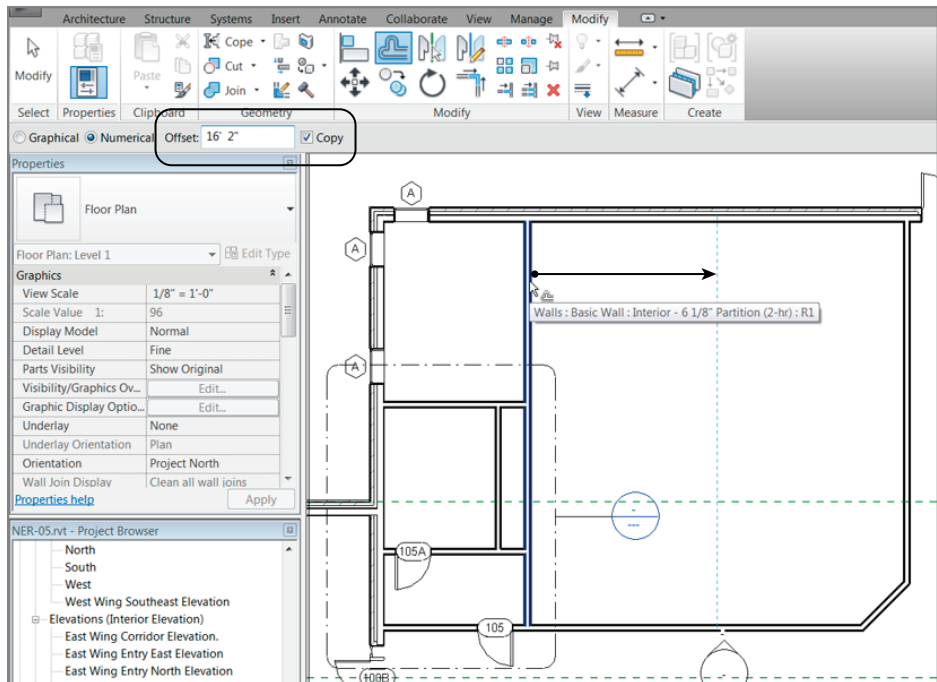 Architecture Structure Systems Insert Annotate Collaborate View Manage Modify
Modify
Paste
Cope
Cut
Join
Select Properties Clipboard Geometry Modify View Measure Create
Graphical Numerical Offset: 16' 2" Copy
Properties
Floor Plan
Floor Plan: Level 1 Edit Type
Graphics
View Scale 1/8" = 1'-0"
Scale Value 1: 96
Display Model Normal
Detail Level Fine
Parts Visibility Show Original
Visibility/Graphics Ov... Edit...
Graphic Display Optio... Edit...
Underlay None
Underlay Orientation Plan
Orientation Project North
Wall Join Display Clean all wall joins
Properties help Apply
NER-05.rvt - Project Browser
North
South
West
West Wing Southeast Elevation
Elevations (Interior Elevation)
East Wing Corridor Elevation.
East Wing Entry East Elevation
East Wing Entry North Elevation
A
A
A
Walls : Basic Wall : Interior - 6 1/8" Partition (2-hr) : R1
-
---
105A
105
100B
-
-